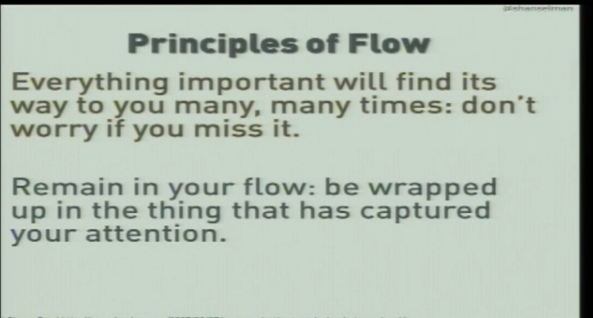 @shanselman
Principles of Flow
Everything important will find its
way to you many, many times: don't
worry if you miss it.
Remain in your flow: be wrapped
up in the thing that has captured
your attention.